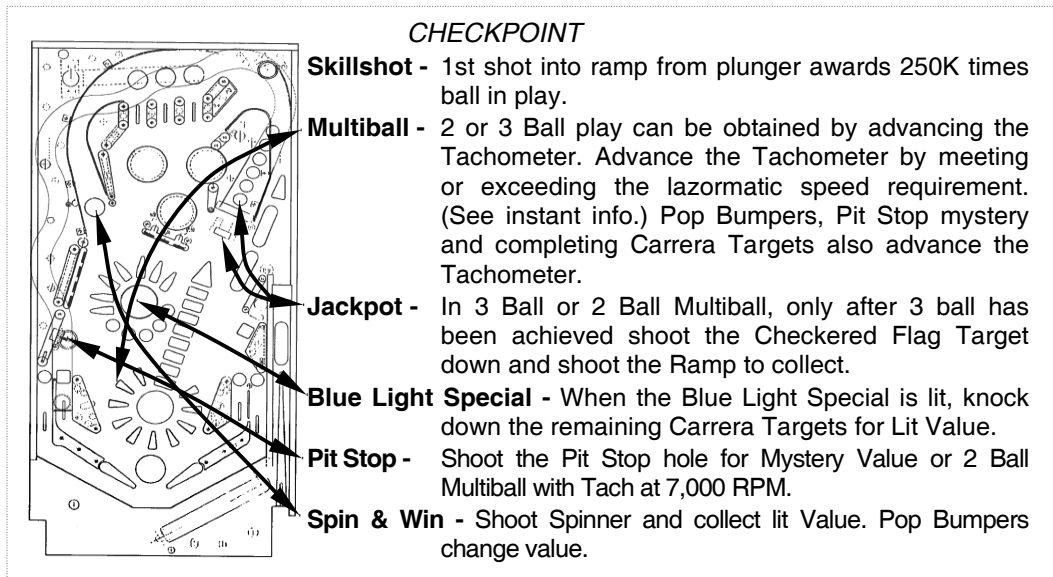 CHECKPOINT
Skillshot - 1st shot into ramp from plunger awards 250K times
ball in play.
Multiball - 2 or 3 Ball play can be obtained by advancing the
Tachometer. Advance the Tachometer by meeting
or exceeding the lazormatic speed requirement.
(See instant info.) Pop Bumpers, Pit Stop mystery
and completing Carrera Targets also advance the
Tachometer.
Jackpot - In 3 Ball or 2 Ball Multiball, only after 3 ball has
been achieved shoot the Checkered Flag Target
down and shoot the Ramp to collect.
Blue Light Special - When the Blue Light Special is lit, knock
down the remaining Carrera Targets for Lit Value.
Pit Stop - Shoot the Pit Stop hole for Mystery Value or 2 Ball
Multiball with Tach at 7,000 RPM.
Spin & Win - Shoot Spinner and collect lit Value. Pop Bumpers
change value.